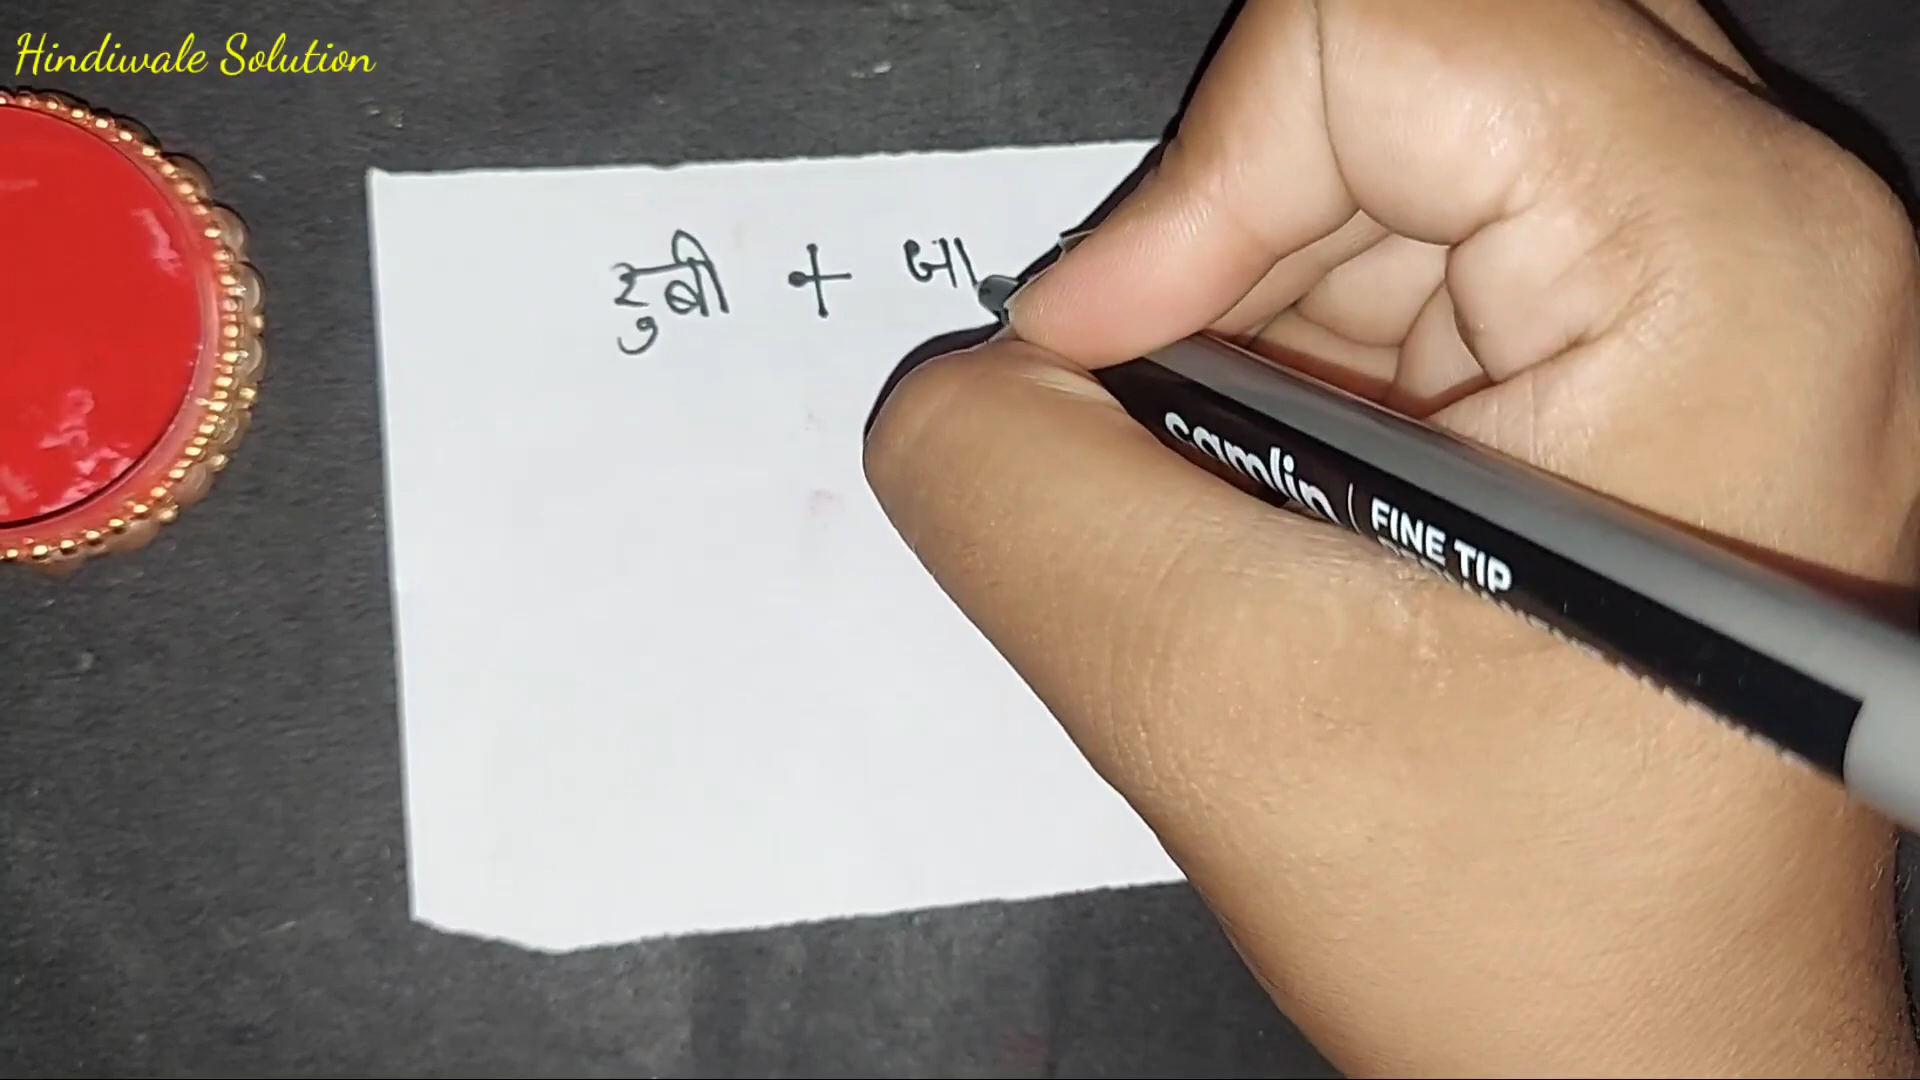 Hindiwale Solution
रुबी + जा
camlin | FINE TIP